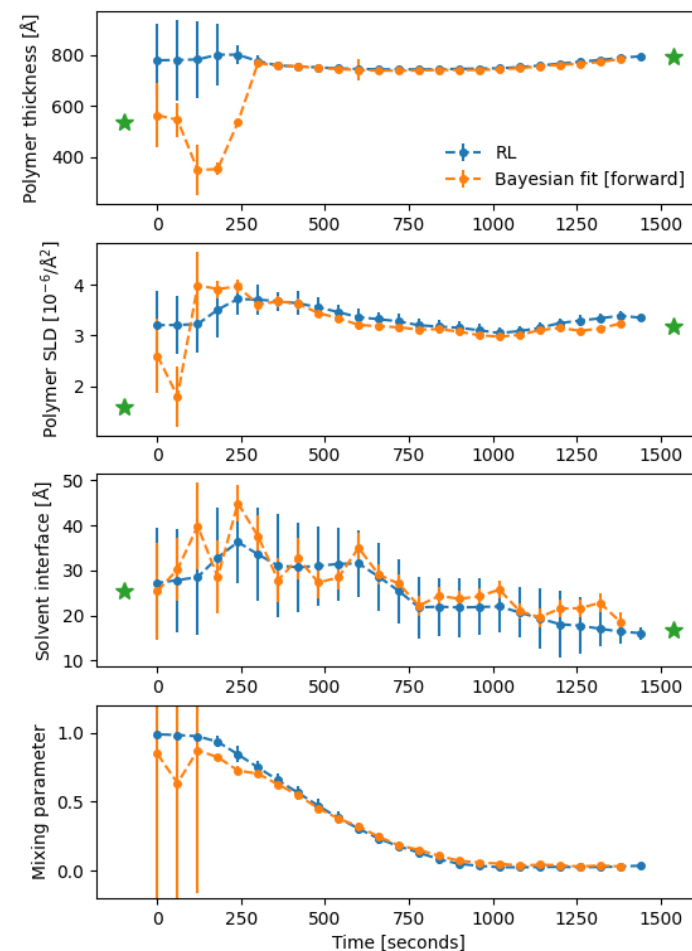 Polymer thickness [Å]
800
600
400
RL
Bayesian fit [forward]
0 250 500 750 1000 1250 1500
Polymer SLD [10⁻⁶/Å²]
4
3
2
0 250 500 750 1000 1250 1500
Solvent interface [Å]
50
40
30
20
10
0 250 500 750 1000 1250 1500
Mixing parameter
1.0
0.5
0.0
0 250 500 750 1000 1250 1500
Time [seconds]